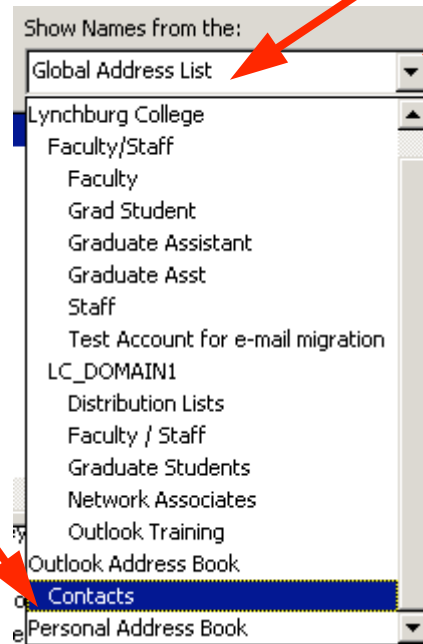 Show Names from the:
Global Address List
Lynchburg College
Faculty/Staff
Faculty
Grad Student
Graduate Assistant
Graduate Asst
Staff
Test Account for e-mail migration
LC_DOMAIN1
Distribution Lists
Faculty / Staff
Graduate Students
Network Associates
Outlook Training
Outlook Address Book
Contacts
Personal Address Book